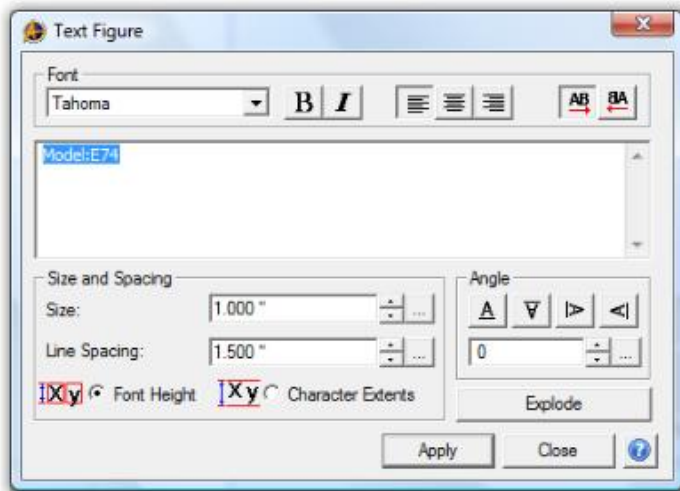 Text Figure
Font
Tahoma
B I AB AB
Model:E74
Size and Spacing
Size: 1.000 "
Line Spacing: 1.500 "
Xy Font Height Xy Character Extents
Angle
A A A A
0 ...
Explode
Apply Close ?